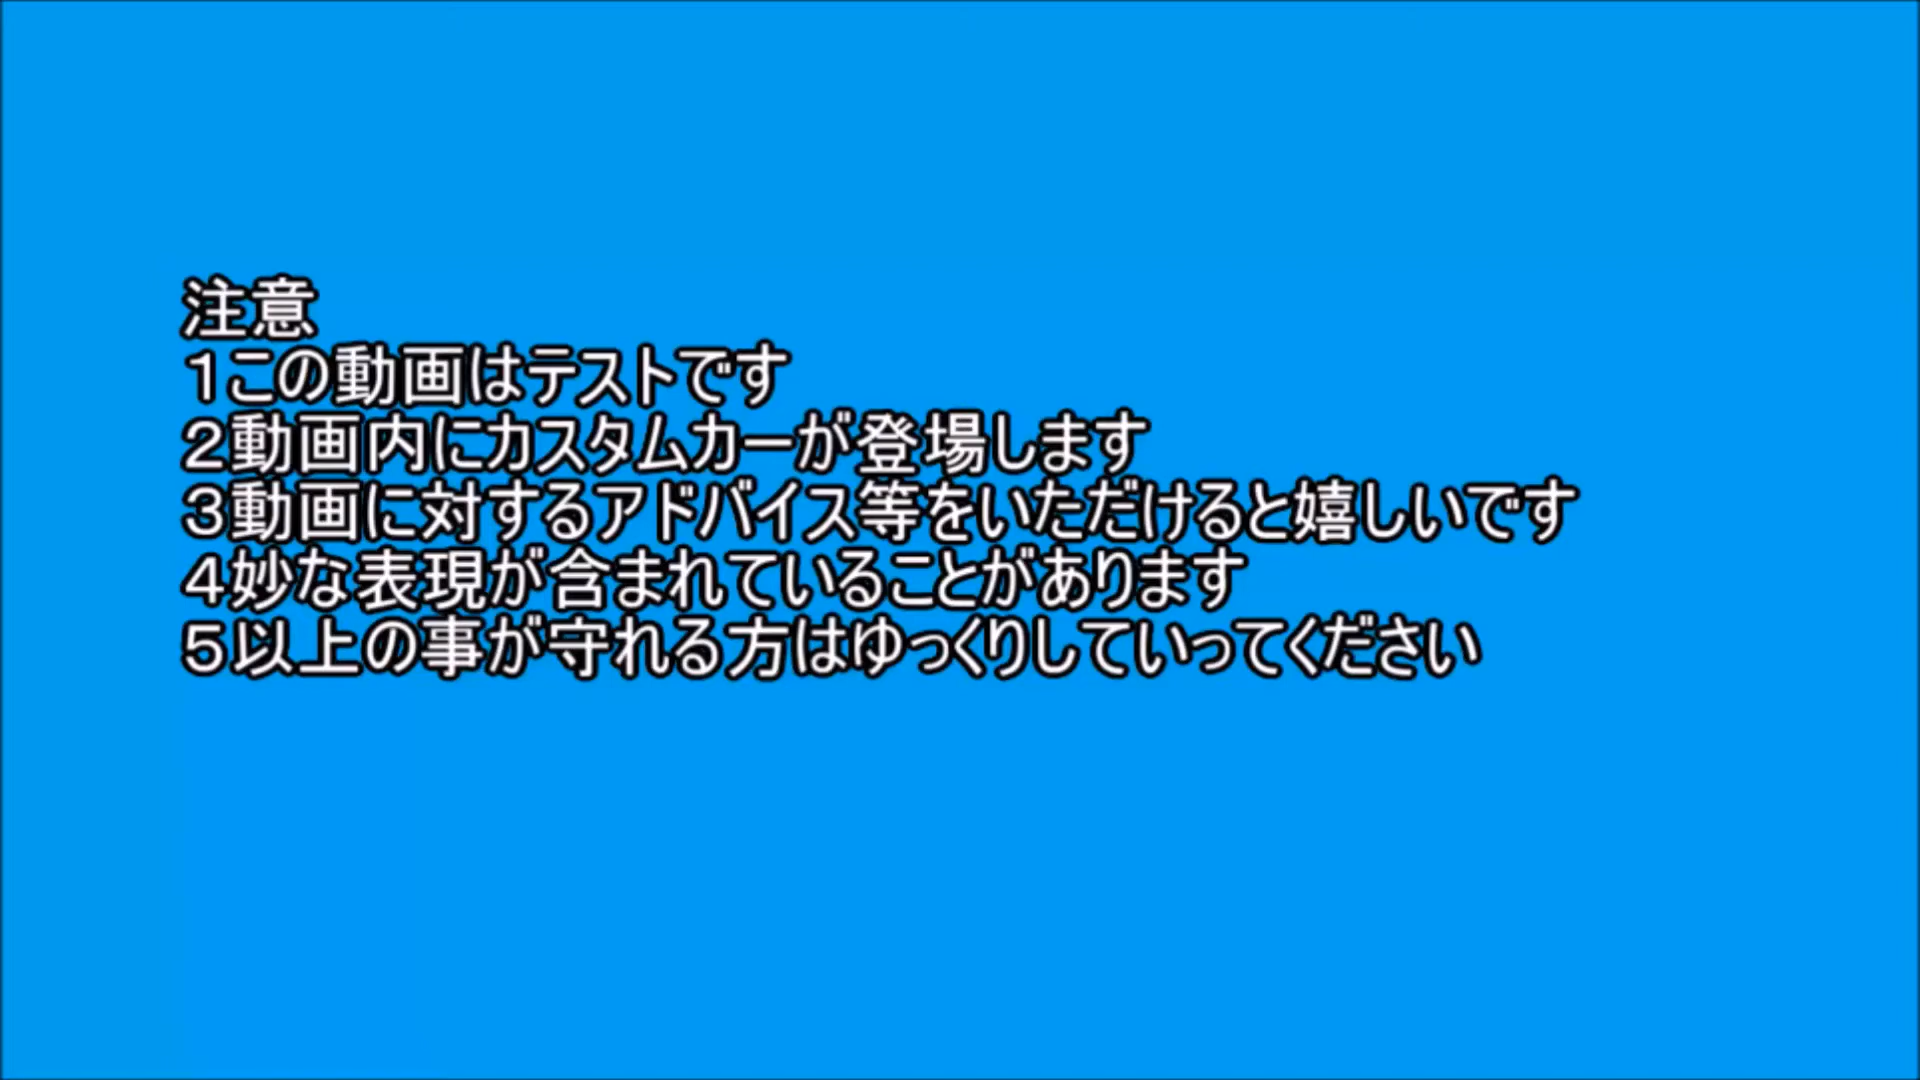 注意
１この動画はテストです
２動画内にカスタムカーが登場します
３動画に対するアドバイス等をいただけると嬉しいです
４妙な表現が含まれていることがあります
５以上の事が守れる方はゆっくりしていってください